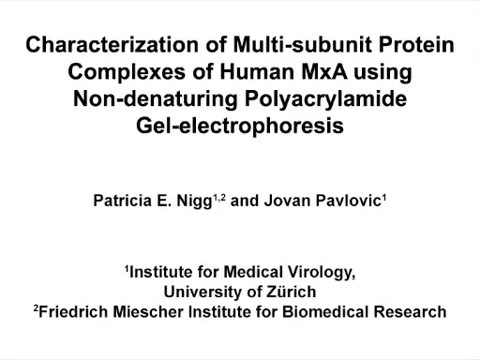 Characterization of Multi-subunit Protein
Complexes of Human MxA using
Non-denaturing Polyacrylamide
Gel-electrophoresis
Patricia E. Nigg¹,² and Jovan Pavlovic¹
¹Institute for Medical Virology,
University of Zürich
²Friedrich Miescher Institute for Biomedical Research